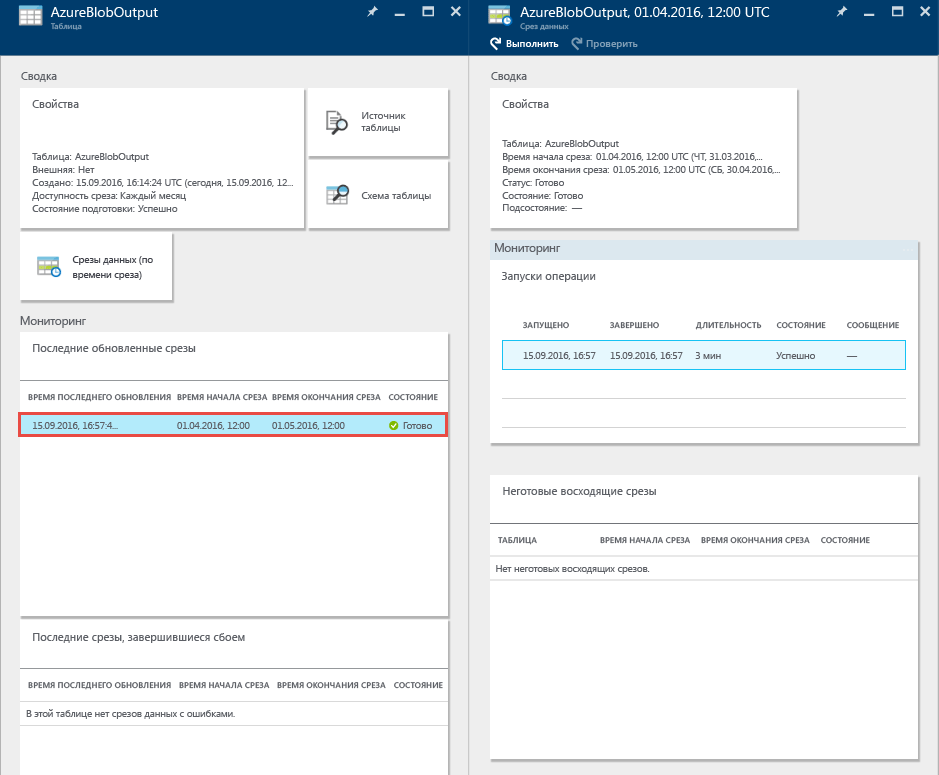 AzureBlobOutput
Таблица
Сводка
Свойства
Таблица: AzureBlobOutput
Внешняя: Нет
Создано: 15.09.2016, 16:14:24 UTC (сегодня, 15.09.2016, 12...
Доступность среза: Каждый месяц
Состояние подготовки: Успешно
Источник
таблицы
Схема таблицы
Срезы данных (по
времени среза)
Мониторинг
Последние обновленные срезы
ВРЕМЯ ПОСЛЕДНЕГО ОБНОВЛЕНИЯ ВРЕМЯ НАЧАЛА СРЕЗА ВРЕМЯ ОКОНЧАНИЯ СРЕЗА СОСТОЯНИЕ
15.09.2016, 16:57:4... 01.04.2016, 12:00 01.05.2016, 12:00 Готово
Последние срезы, завершившиеся сбоем
ВРЕМЯ ПОСЛЕДНЕГО ОБНОВЛЕНИЯ ВРЕМЯ НАЧАЛА СРЕЗА ВРЕМЯ ОКОНЧАНИЯ СРЕЗА СОСТОЯНИЕ
В этой таблице нет срезов данных с ошибками.
AzureBlobOutput, 01.04.2016, 12:00 UTC
Срез данных
Выполнить Проверить
Сводка
Свойства
Таблица: AzureBlobOutput
Время начала среза: 01.04.2016, 12:00 UTC (ЧТ, 31.03.2016,...
Время окончания среза: 01.05.2016, 12:00 UTC (СБ, 30.04.2016,...
Статус: Готово
Состояние: Готово
Подсостояние: —
Мониторинг
Запуски операции
ЗАПУЩЕНО ЗАВЕРШЕНО ДЛИТЕЛЬНОСТЬ СОСТОЯНИЕ СООБЩЕНИЕ
15.09.2016, 16:57 15.09.2016, 16:57 3 мин Успешно —
Неготовые восходящие срезы
ТАБЛИЦА ВРЕМЯ НАЧАЛА СРЕЗА ВРЕМЯ ОКОНЧАНИЯ СРЕЗА СОСТОЯНИЕ
Нет неготовых восходящих срезов.